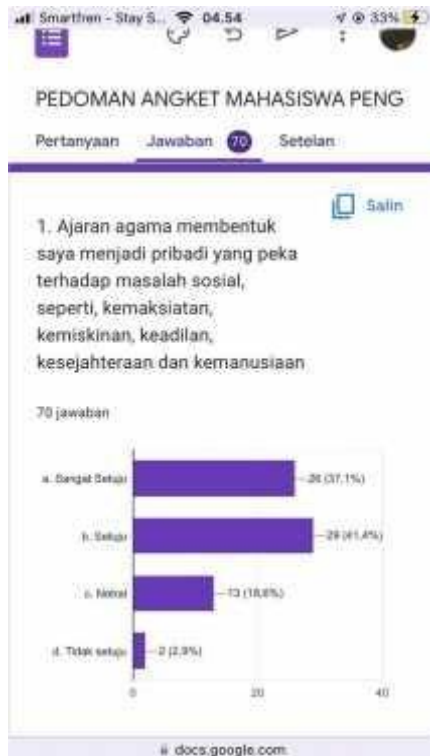 Smartfren - Stay S... 04.54 33%
PEDOMAN ANGKET MAHASISWA PENG
Pertanyaan Jawaban 70 Setelan
Salin
1. Ajaran agama membentuk
saya menjadi pribadi yang peka
terhadap masalah sosial,
seperti, kemaksiatan,
kemiskinan, keadilan,
kesejahteraan dan kemanusiaan
70 jawaban
a. Sangat Setuju 26 (37,1%)
b. Setuju 29 (41,4%)
c. Netral 13 (18,6%)
d. Tidak setuju 2 (2,9%)
0 20 40
docs.google.com